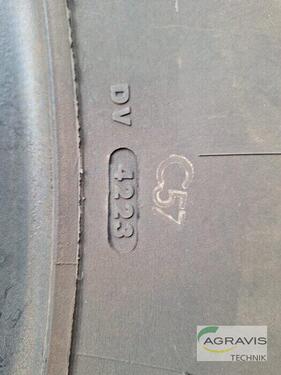 DV
4223
C57
AGRAVIS
TECHNIK